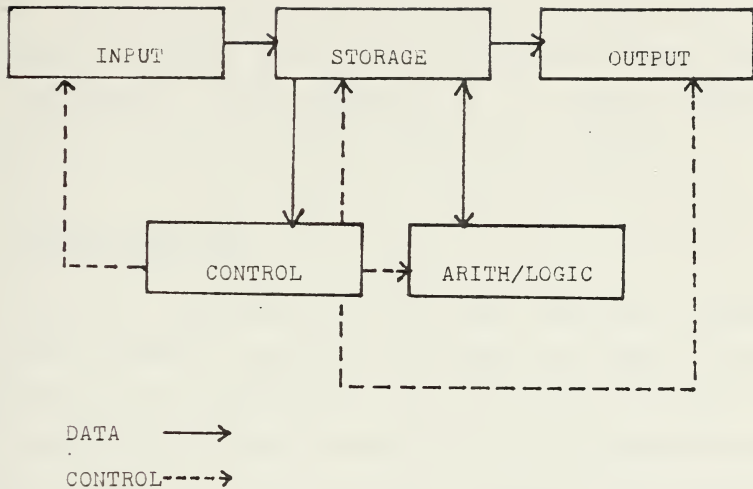 INPUT STORAGE OUTPUT
CONTROL ARITH/LOGIC
DATA
CONTROL